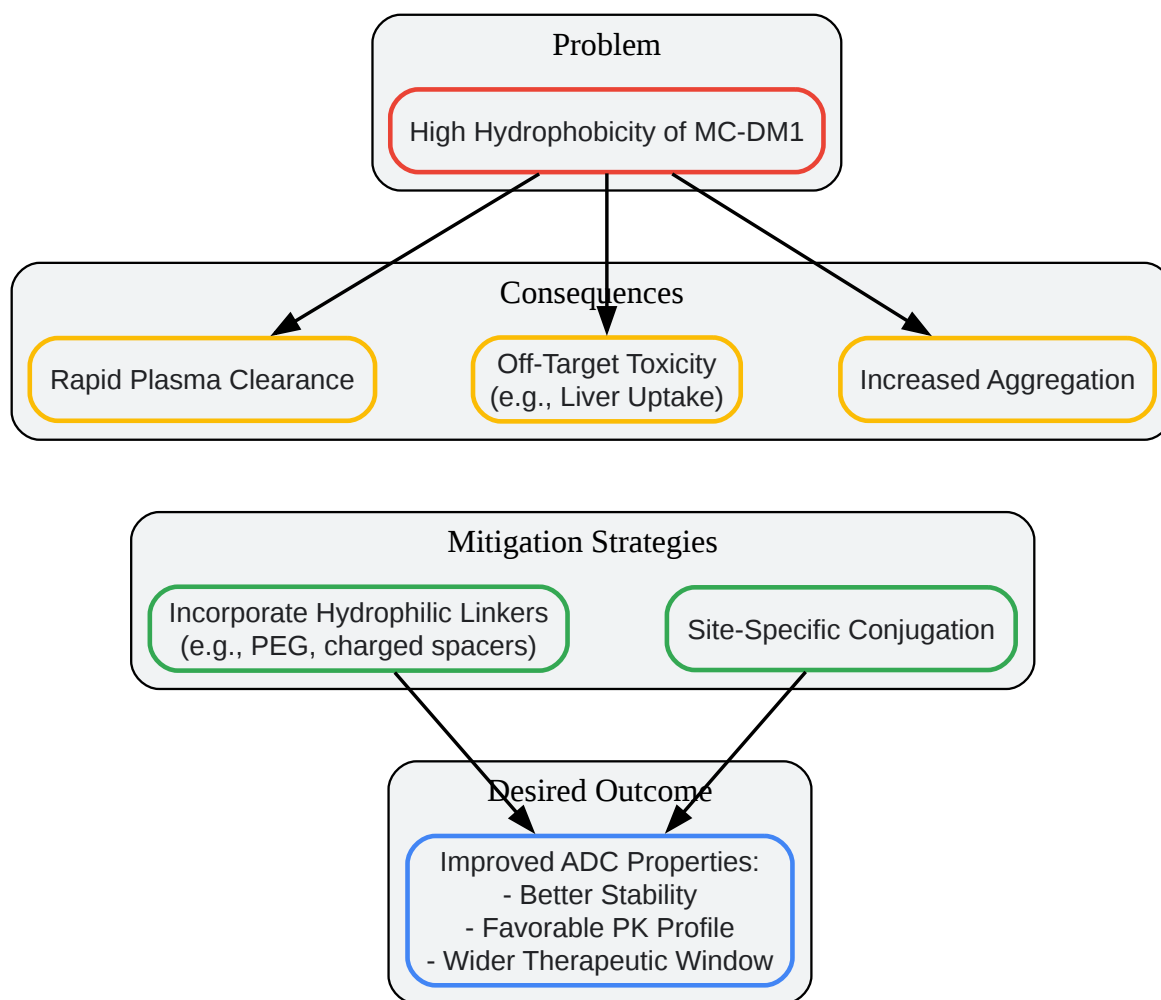 Problem
High Hydrophobicity of MC-DM1
Consequences
Rapid Plasma Clearance
Off-Target Toxicity
(e.g., Liver Uptake)
Increased Aggregation
Mitigation Strategies
Incorporate Hydrophilic Linkers
(e.g., PEG, charged spacers)
Site-Specific Conjugation
Desired Outcome
Improved ADC Properties:
- Better Stability
- Favorable PK Profile
- Wider Therapeutic Window